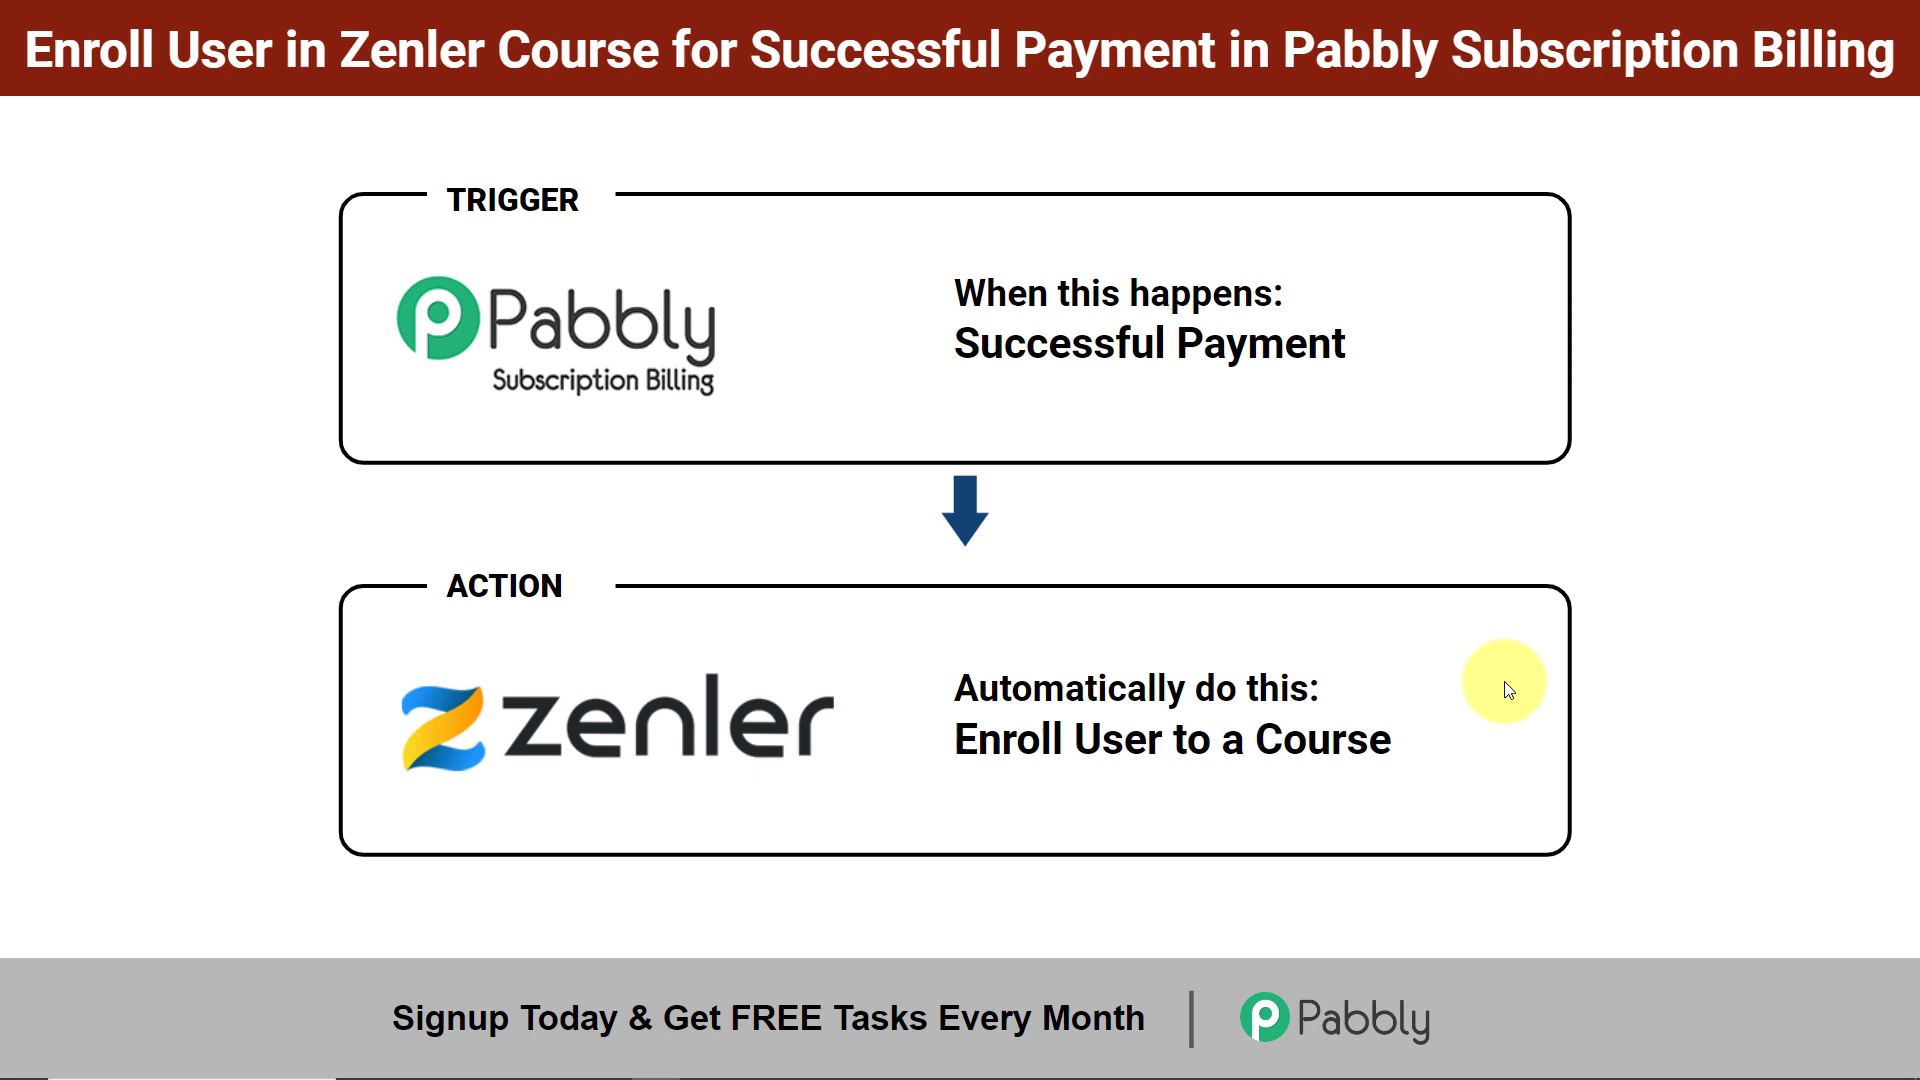 Enroll User in Zenler Course for Successful Payment in Pabbly Subscription Billing
TRIGGER
Pabbly
Subscription Billing
When this happens:
Successful Payment
ACTION
zenler
Automatically do this:
Enroll User to a Course
Signup Today & Get FREE Tasks Every Month
Pabbly